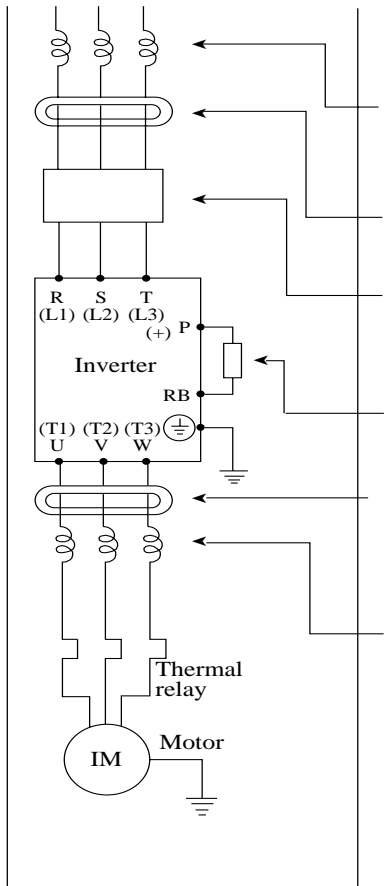 R S T
(L1) (L2) (L3)
(+) P
Inverter
RB
(T1) (T2) (T3)
U V W
Thermal
relay
Motor
IM